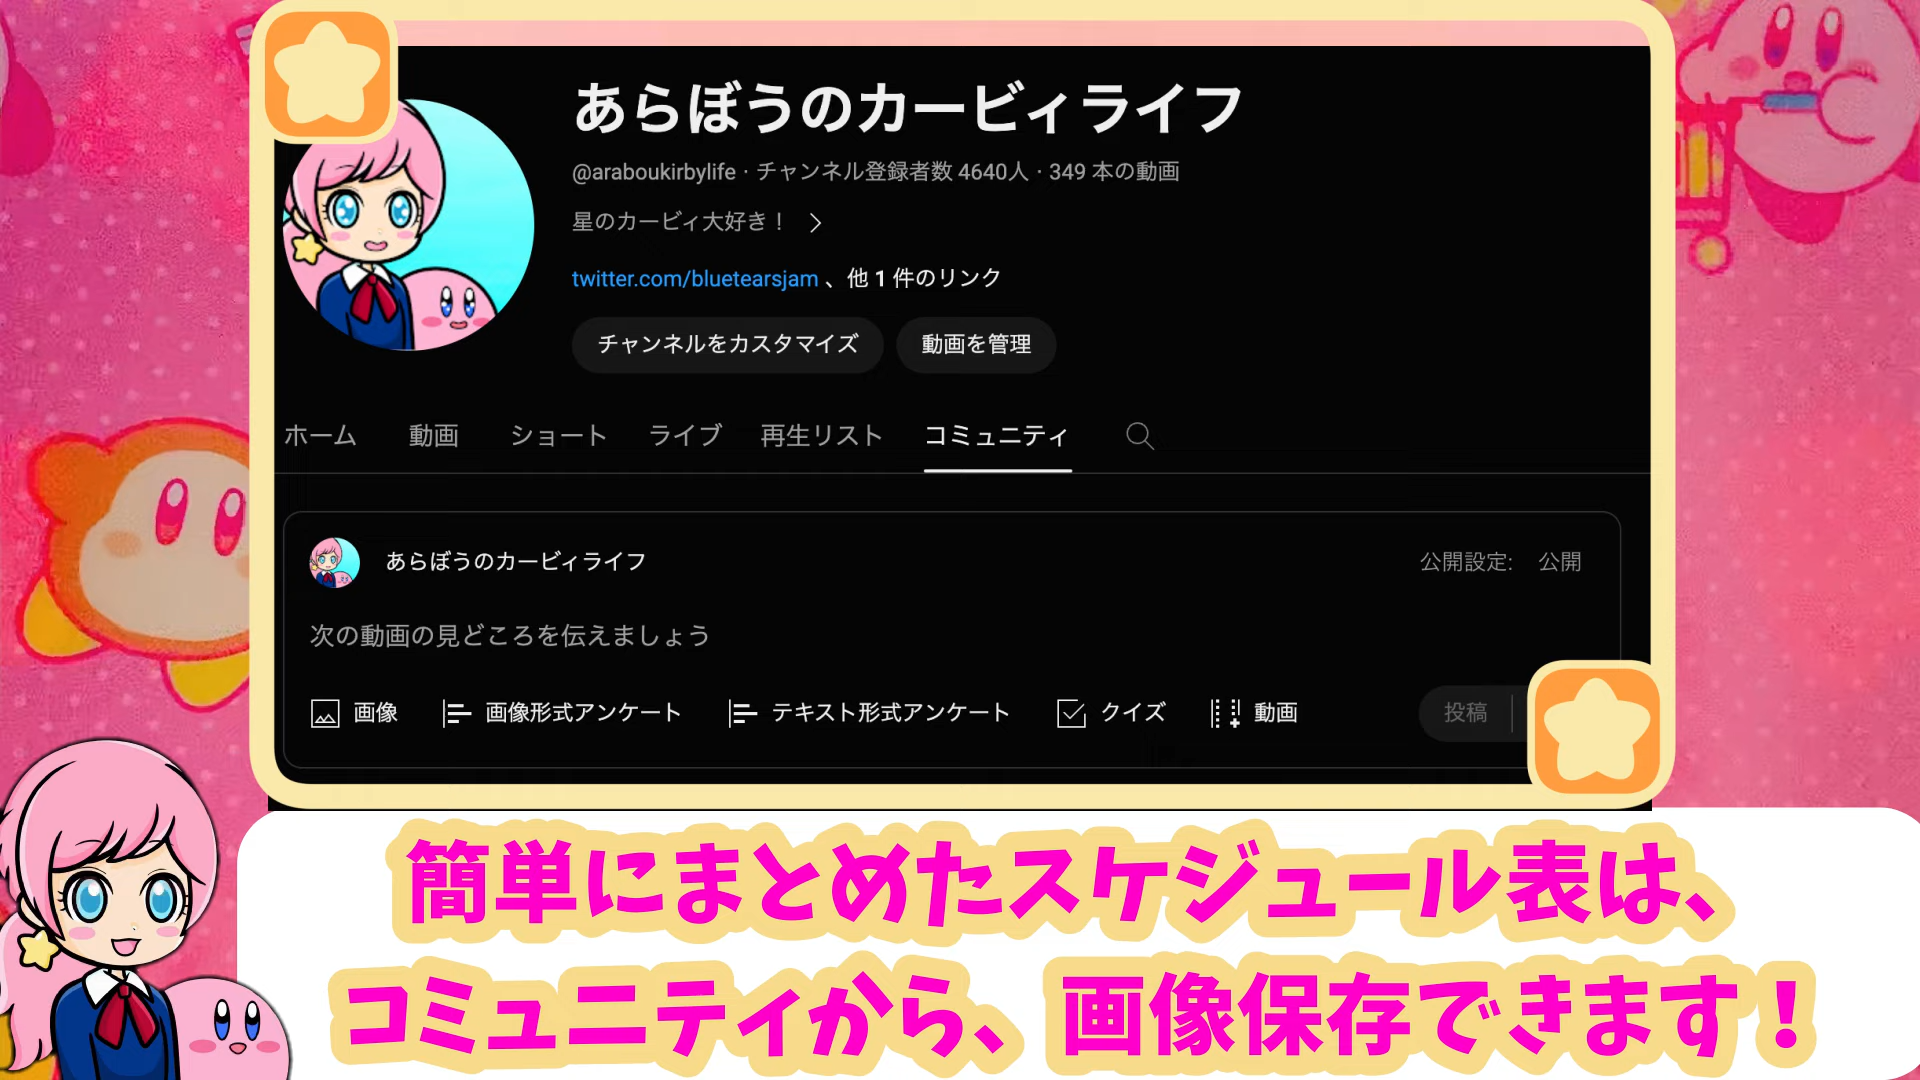 あらぼうのカービィライフ
@araboukirbylife · チャンネル登録者数 4640人 · 349 本の動画
星のカービィ大好き！
twitter.com/bluetearsjam 、他 1 件のリンク
チャンネルをカスタマイズ 動画を管理
ホーム 動画 ショート ライブ 再生リスト コミュニティ
あらぼうのカービィライフ 公開設定: 公開
次の動画の見どころを伝えましょう
画像 画像形式アンケート テキスト形式アンケート クイズ 動画 投稿
簡単にまとめたスケジュール表は、
コミュニティから、画像保存できます！